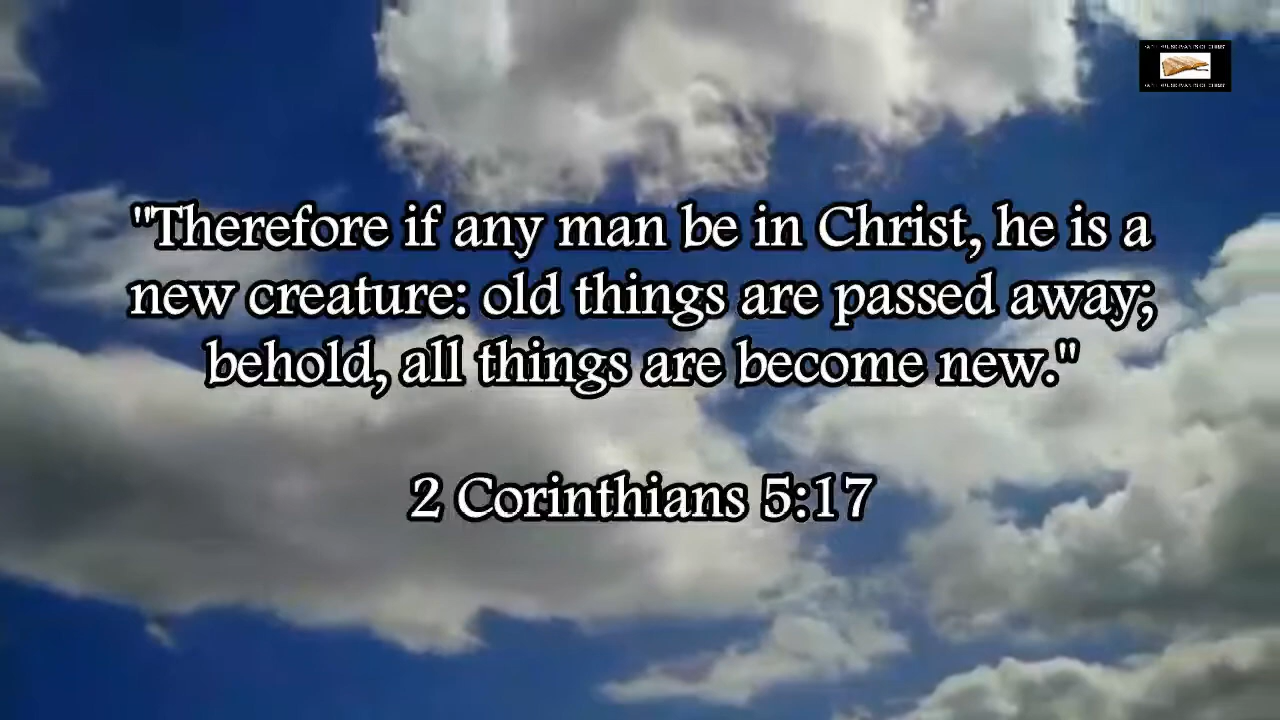 "Therefore if any man be in Christ, he is a
new creature: old things are passed away;
behold, all things are become new."
2 Corinthians 5:17